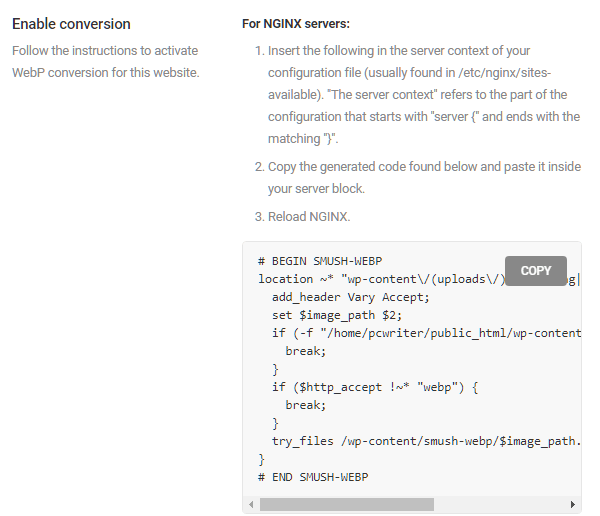 Enable conversion
Follow the instructions to activate
WebP conversion for this website.
For NGINX servers:
1. Insert the following in the server context of your
configuration file (usually found in /etc/nginx/sites-
available). "The server context" refers to the part of the
configuration that starts with "server {" and ends with the
matching "}".
2. Copy the generated code found below and paste it inside
your server block.
3. Reload NGINX.
COPY
# BEGIN SMUSH-WEBP
location ~* "wp-content\/(uploads\/)
add_header Vary Accept;
set $image_path $2;
if (-f "/home/pcwriter/public_html/wp-content
break;
}
if ($http_accept !~* "webp") {
break;
}
try_files /wp-content/smush-webp/$image_path.
}
# END SMUSH-WEBP